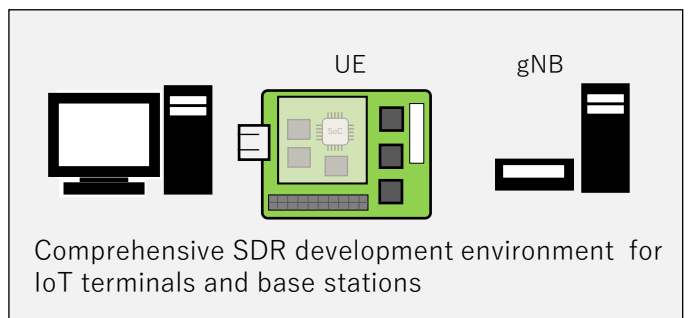 UE
gNB
SoC
Comprehensive SDR development environment for
IoT terminals and base stations